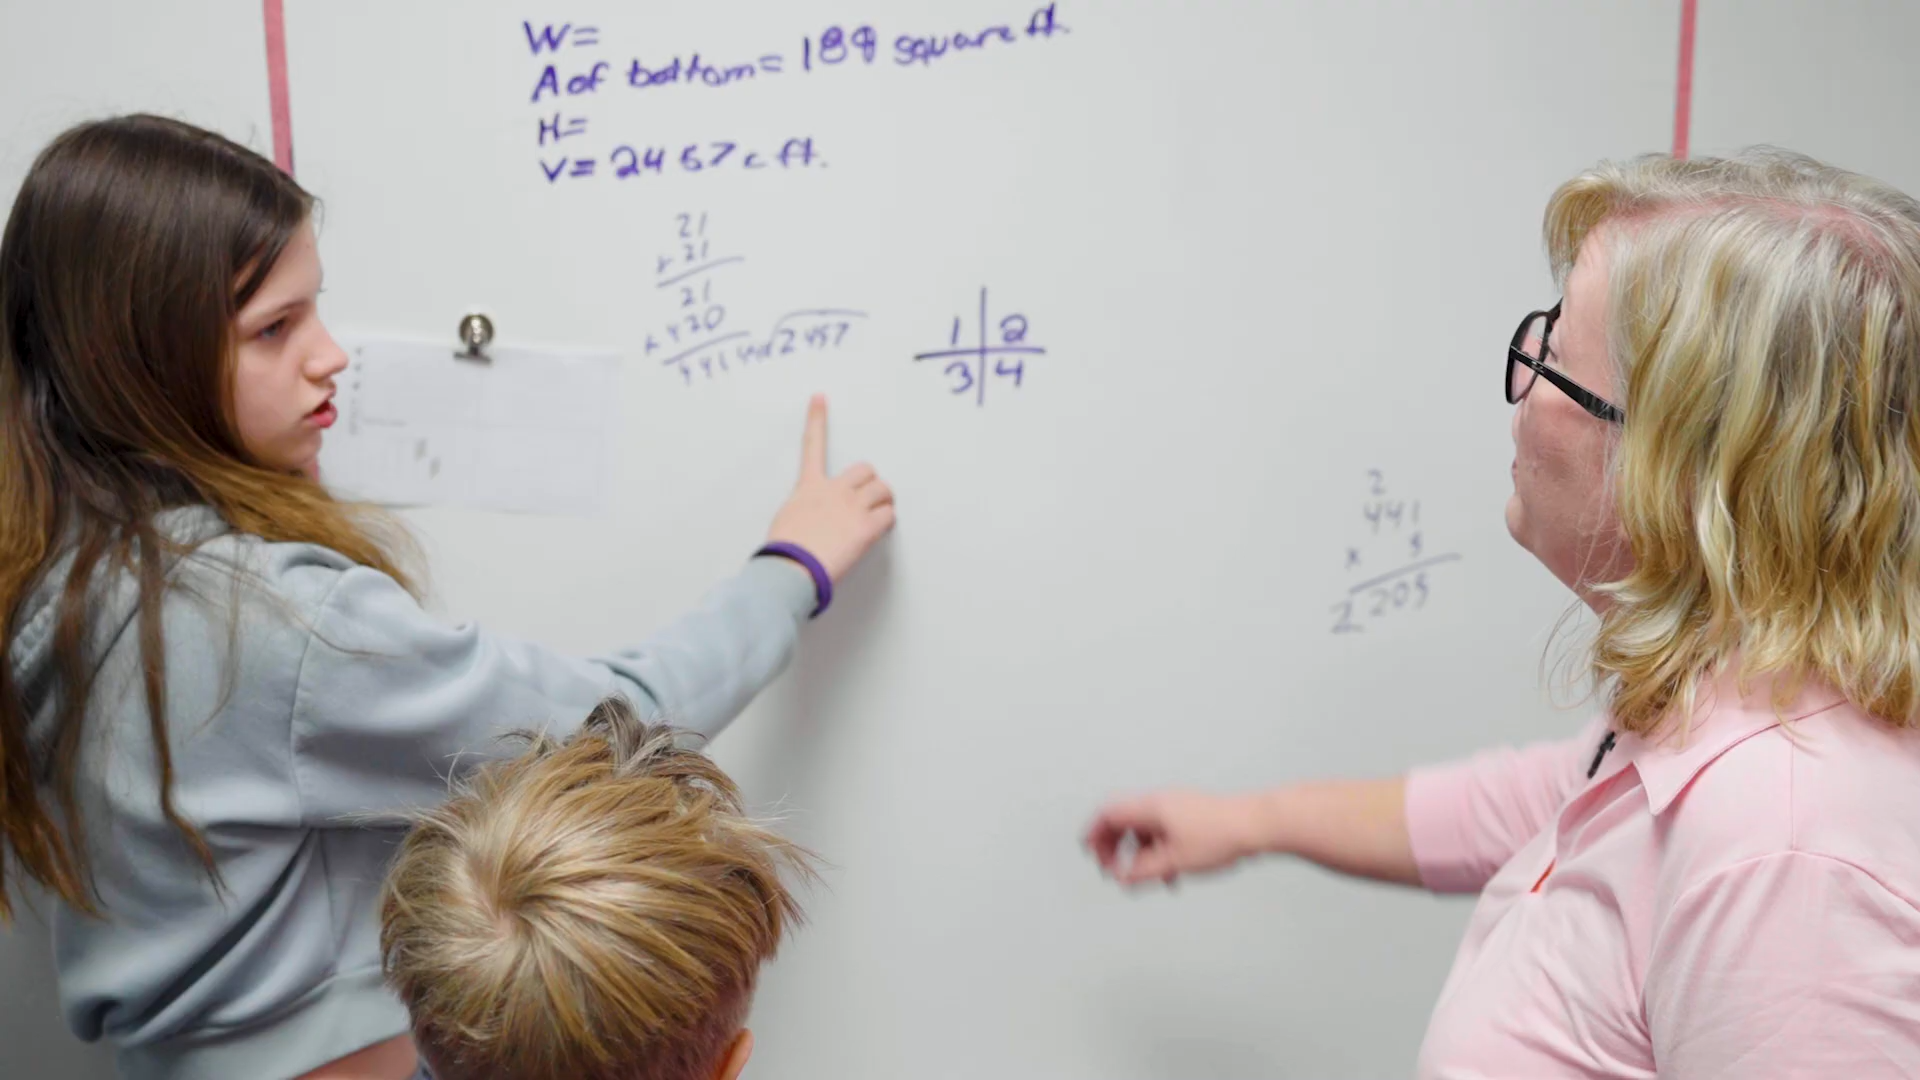 W=
A of bottom= 189 square ft.
H=
V= 2457 c ft.
21
x 21
21
+ 420
441
441 2457
1 2
3 4
2
441
x 5
2205